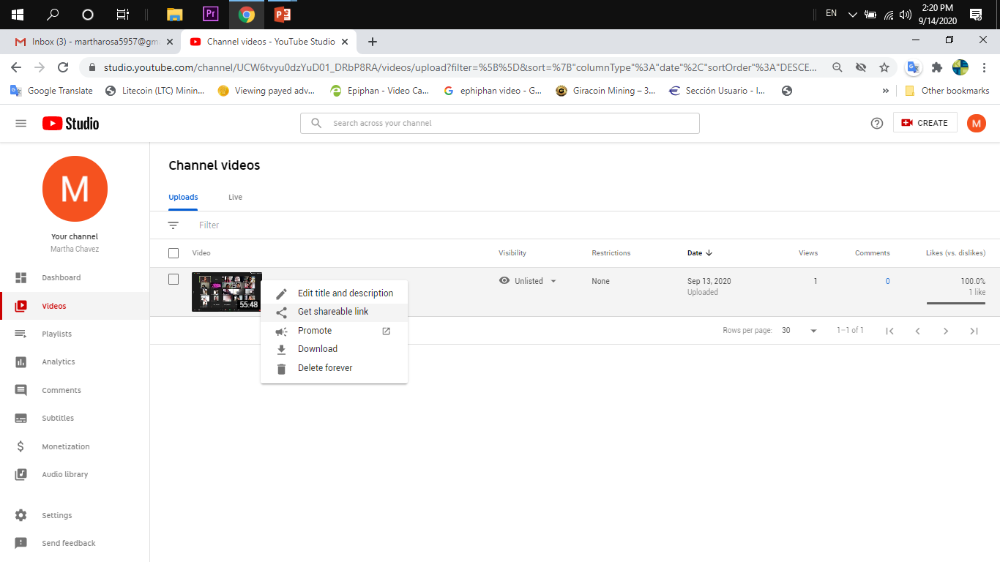 Pr
EN
2:20 PM
9/14/2020
Inbox (3) - martharosa5957@gma
Channel videos - YouTube Studio
studio.youtube.com/channel/UCW6tvyu0dzYuD01_DRbP8RA/videos/upload?filter=%5B%5D&sort=%7B"columnType"%3A"date"%2C"sortOrder"%3A"DESCE...
Google Translate
Litecoin (LTC) Minin...
Viewing payed adv...
Epiphan - Video Ca...
ephiphan video - G...
Giracoin Mining – 3...
Sección Usuario - I...
»
Other bookmarks
Studio
Search across your channel
CREATE
M
M
Your channel
Martha Chavez
Dashboard
Videos
Playlists
Analytics
Comments
Subtitles
Monetization
Audio library
Settings
Send feedback
Channel videos
Uploads Live
Filter
Video Visibility Restrictions Date Views Comments Likes (vs. dislikes)
55:48
Unlisted None Sep 13, 2020 1 0 100.0%
Uploaded 1 like
Edit title and description
Get shareable link
Promote
Download
Delete forever
Rows per page: 30 1–1 of 1